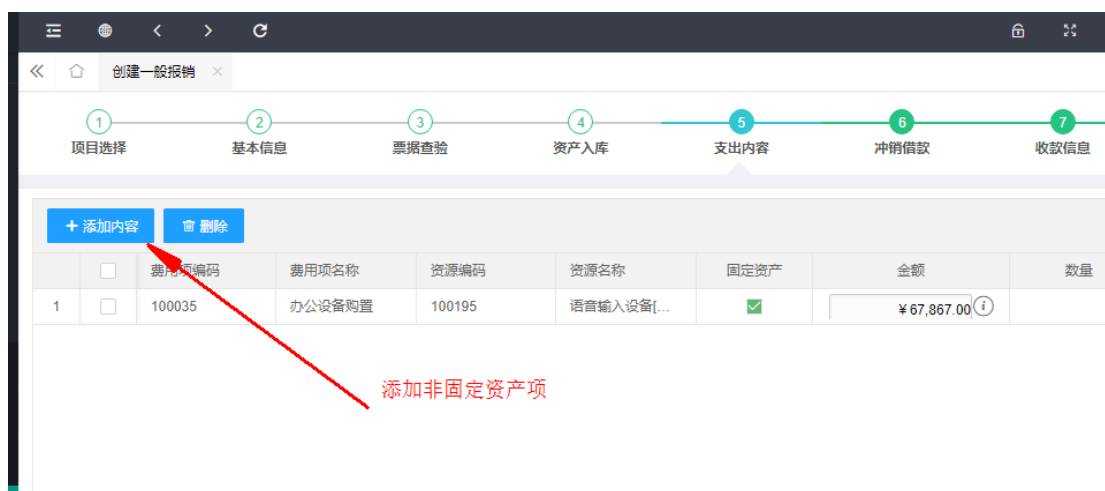 创建一般报销
1 2 3 4 5 6 7
项目选择 基本信息 票据查验 资产入库 支出内容 冲销借款 收款信息
+ 添加内容 删除
费用项编码 费用项名称 资源编码 资源名称 固定资产 金额 数量
1 100035 办公设备购置 100195 语音输入设备[... ¥67,867.00 i
添加非固定资产项